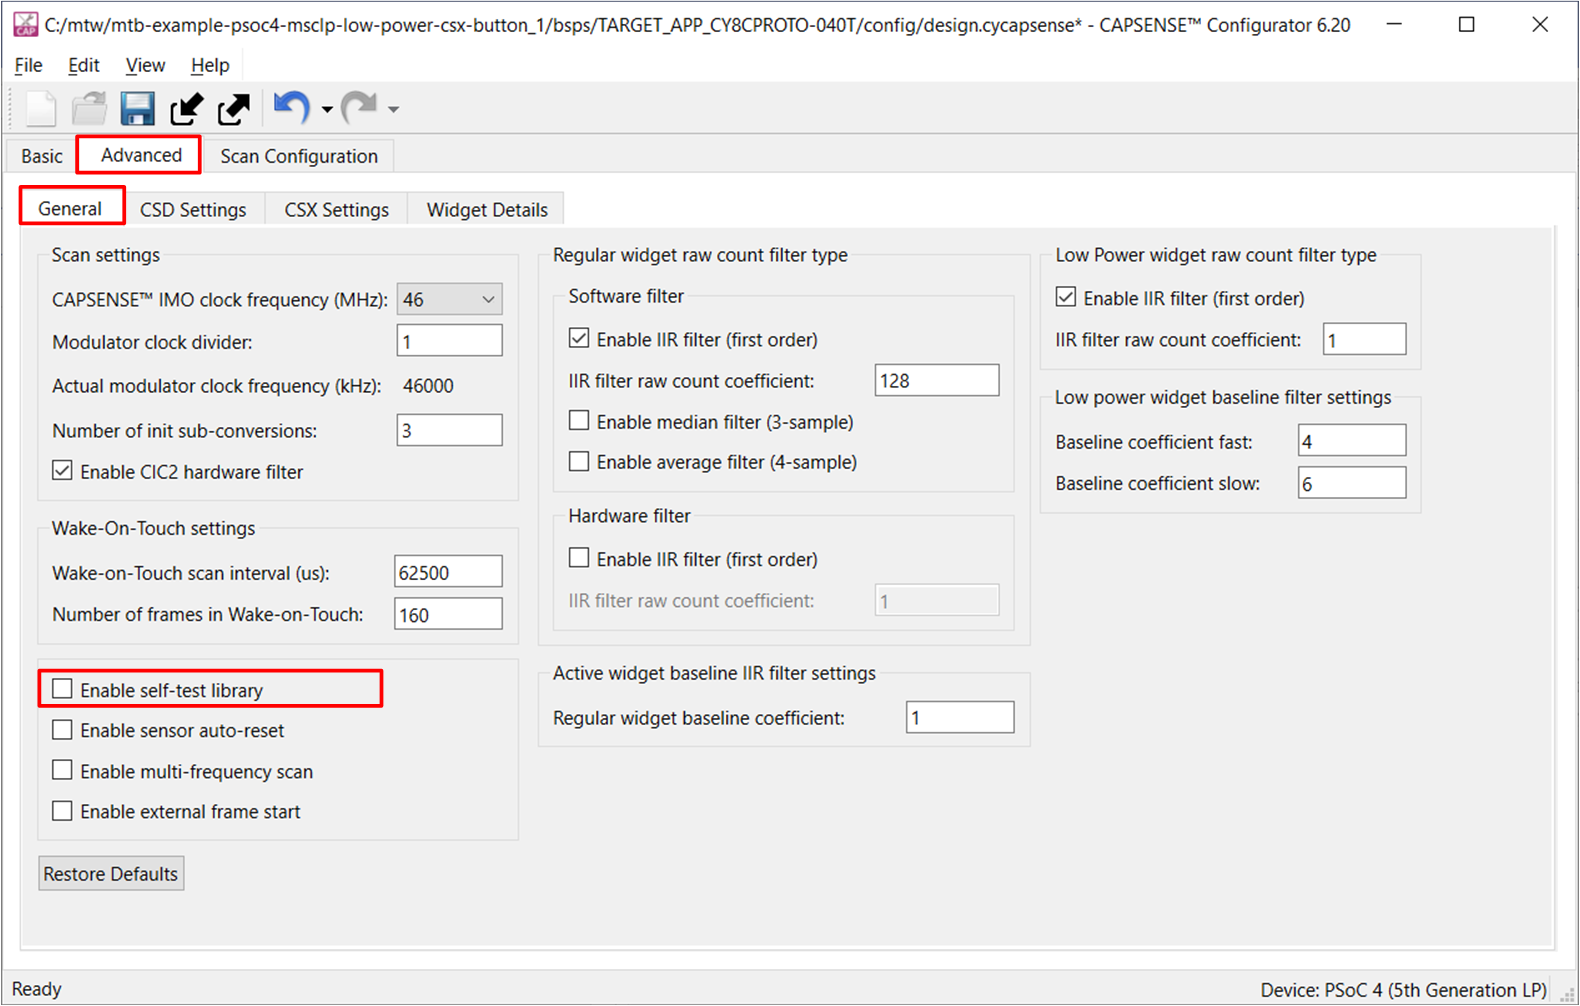 C:/mtw/mtb-example-psoc4-msclp-low-power-csx-button_1/bsps/TARGET_APP_CY8CPROTO-040T/config/design.cycapsense* - CAPSENSE™ Configurator 6.20
File Edit View Help
Basic Advanced Scan Configuration
General CSD Settings CSX Settings Widget Details
Scan settings
CAPSENSE™ IMO clock frequency (MHz): 46
Modulator clock divider: 1
Actual modulator clock frequency (kHz): 46000
Number of init sub-conversions: 3
Enable CIC2 hardware filter
Wake-On-Touch settings
Wake-on-Touch scan interval (us): 62500
Number of frames in Wake-on-Touch: 160
Enable self-test library
Enable sensor auto-reset
Enable multi-frequency scan
Enable external frame start
Restore Defaults
Regular widget raw count filter type
Software filter
Enable IIR filter (first order)
IIR filter raw count coefficient: 128
Enable median filter (3-sample)
Enable average filter (4-sample)
Hardware filter
Enable IIR filter (first order)
IIR filter raw count coefficient: 1
Active widget baseline IIR filter settings
Regular widget baseline coefficient: 1
Low Power widget raw count filter type
Enable IIR filter (first order)
IIR filter raw count coefficient: 1
Low power widget baseline filter settings
Baseline coefficient fast: 4
Baseline coefficient slow: 6
Ready
Device: PSoC 4 (5th Generation LP)